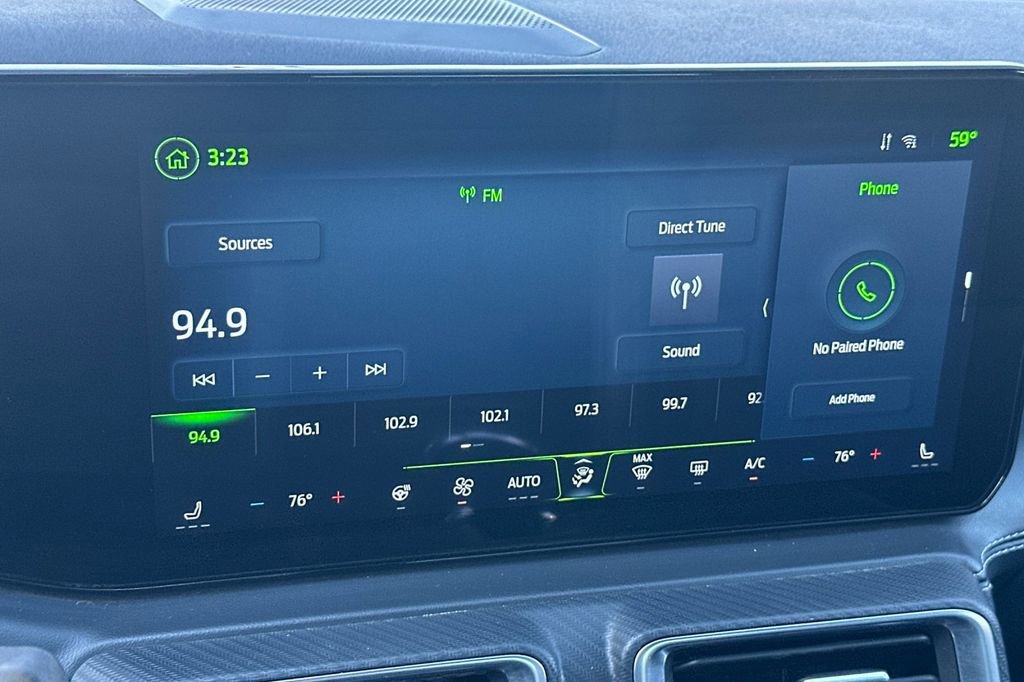 3:23
59°
FM
Phone
Sources
Direct Tune
94.9
Sound
No Paired Phone
Add Phone
94.9 106.1 102.9 102.1 97.3 99.7 92
76° AUTO MAX A/C 76°